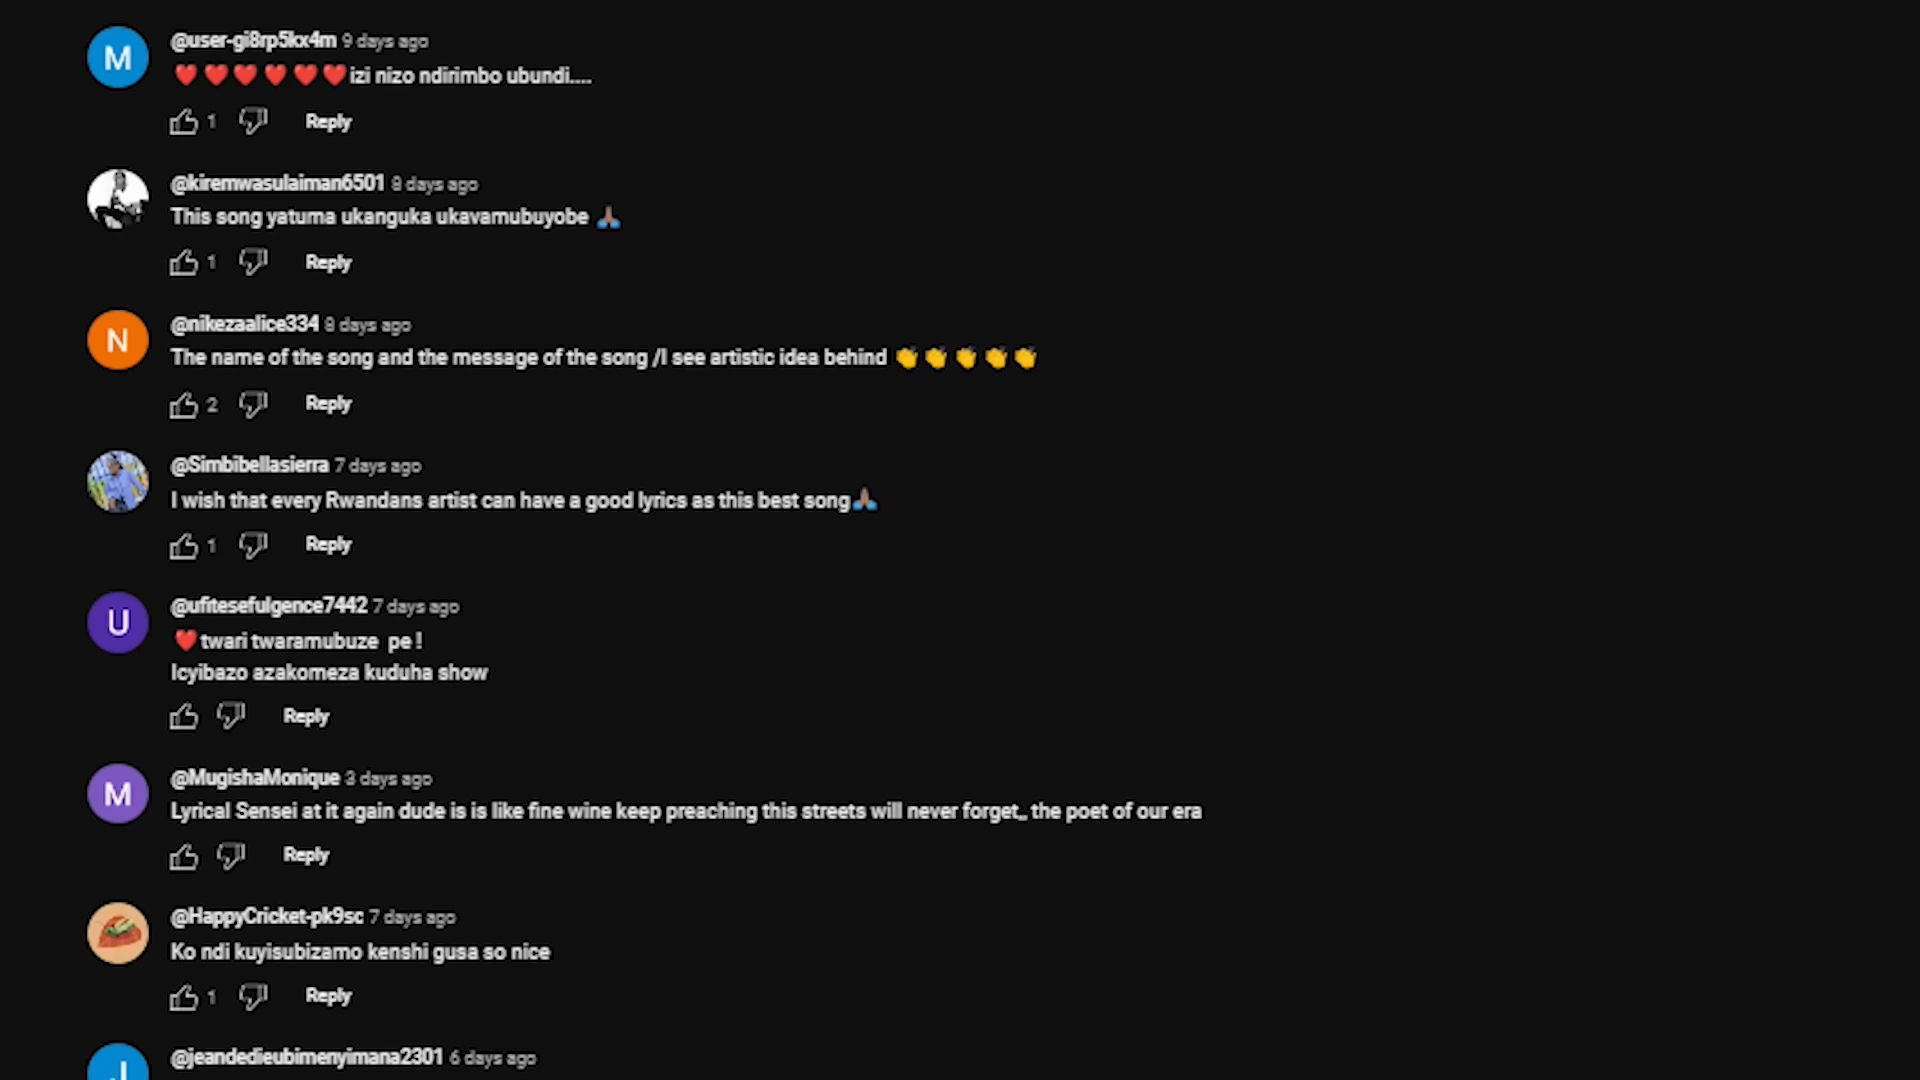 M
@user-gi8rp5kx4m 9 days ago
❤️❤️❤️❤️❤️❤️izi nizo ndirimbo ubundi....
1 Reply
@kiremwasulaiman6501 8 days ago
This song yatuma ukanguka ukavamubuyobe 🙏🏾
1 Reply
N
@nikezaalice334 8 days ago
The name of the song and the message of the song /I see artistic idea behind 👏👏👏👏👏
2 Reply
@Simbibellasierra 7 days ago
I wish that every Rwandans artist can have a good lyrics as this best song🙏🏾
1 Reply
U
@ufitesefulgence7442 7 days ago
❤️twari twaramubuze pe !
Icyibazo azakomeza kuduha show
Reply
M
@MugishaMonique 3 days ago
Lyrical Sensei at it again dude is is like fine wine keep preaching this streets will never forget,, the poet of our era
Reply
@HappyCricket-pk9sc 7 days ago
Ko ndi kuyisubizamo kenshi gusa so nice
1 Reply
J
@jeandedieubimenyimana2301 6 days ago